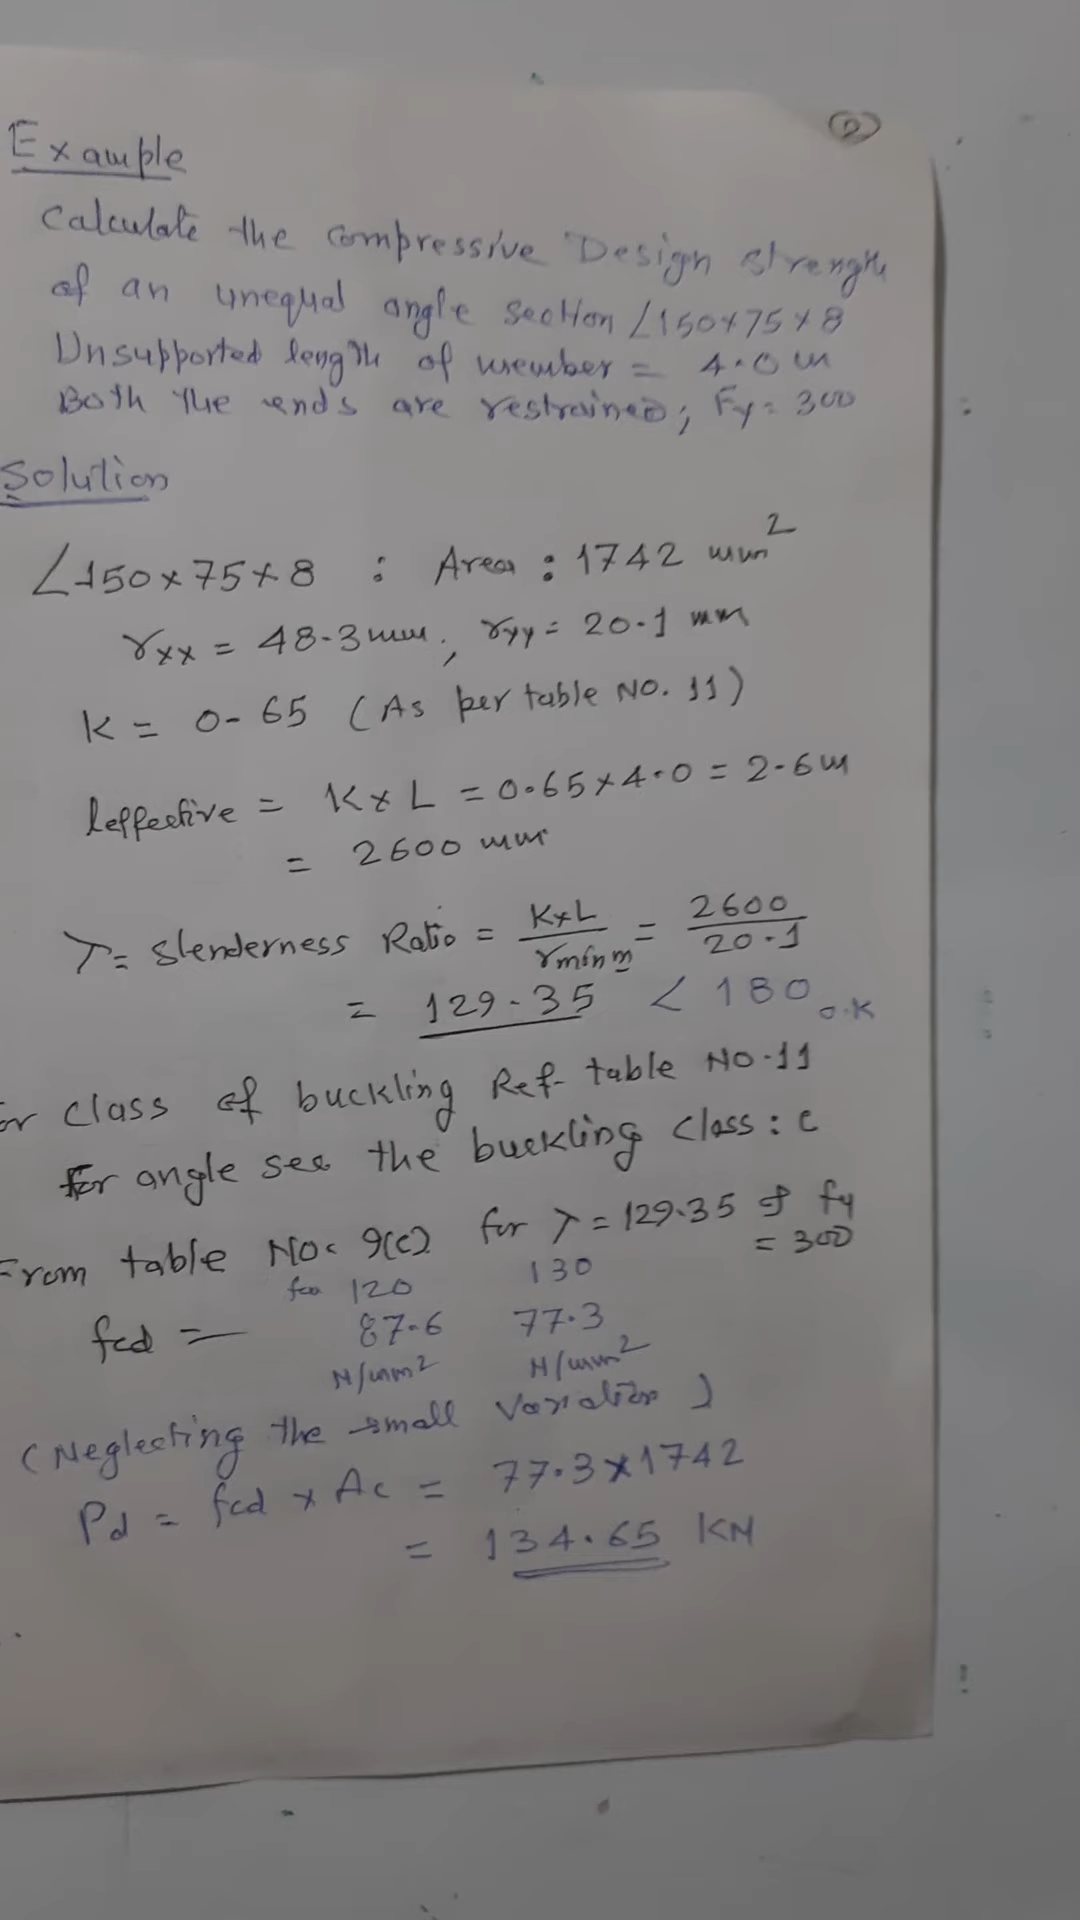 (2)
Example
Calculate the Compressive Design strength
of an unequal angle section ∠150×75×8
Unsupported length of member = 4.0 m
Both the ends are restrained; Fy = 300
Solution
∠150×75×8 : Area : 1742 mm²
rxx = 48.3 mm, ryy = 20.1 mm
K = 0.65 (As per table No. 11)
leffective = K×L = 0.65×4.0 = 2.6 m
= 2600 mm
λ = Slenderness Ratio = K×L / rminm = 2600 / 20.1
= 129.35 < 180 O.K
or class of buckling Ref. table No. 11
For angle see the buckling class : c
From table No. 9(c) for λ = 129.35 & fy = 300
for 120 130
fcd = 87.6 77.3
N/mm² N/mm²
(Neglecting the small variation)
Pd = fcd × Ac = 77.3×1742
= 134.65 KN